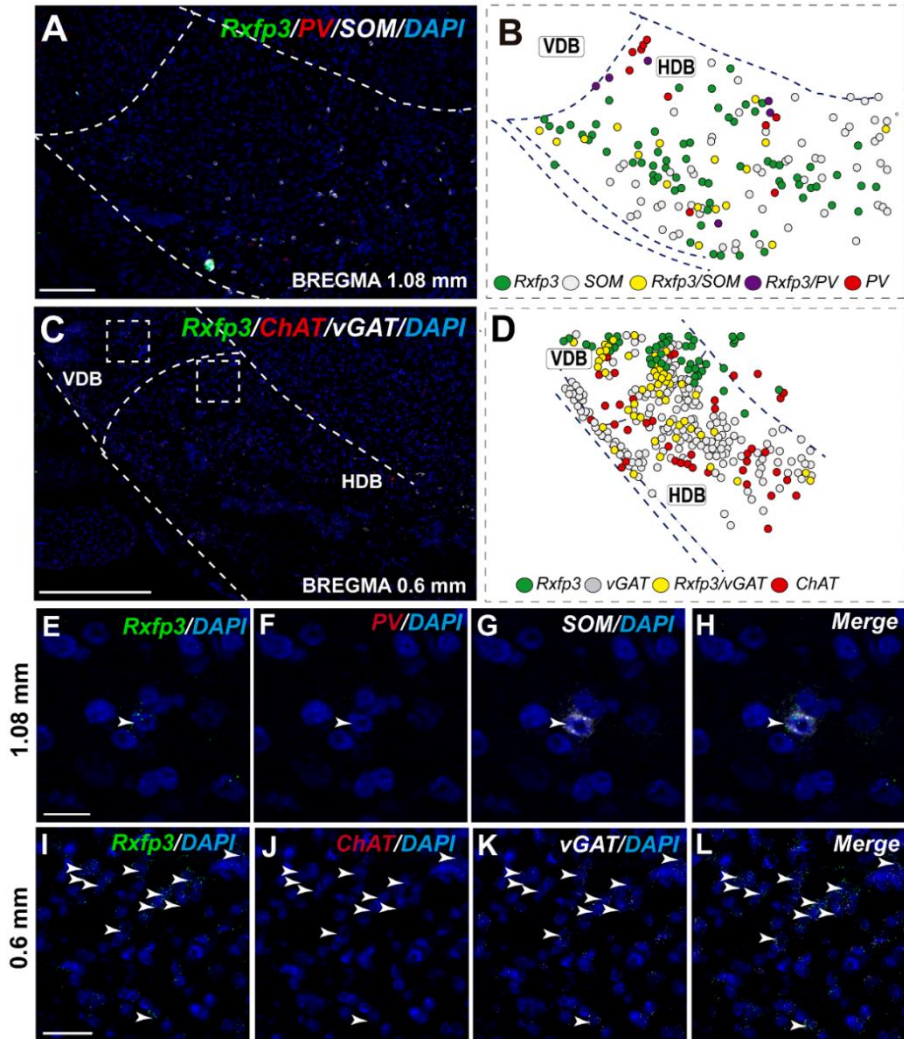 A
Rxfp3/PV/SOM/DAPI
BREGMA 1.08 mm
B
VDB
HDB
Rxfp3 SOM Rxfp3/SOM Rxfp3/PV PV
C
Rxfp3/ChAT/vGAT/DAPI
VDB
HDB
BREGMA 0.6 mm
D
VDB
HDB
Rxfp3 vGAT Rxfp3/vGAT ChAT
1.08 mm
E Rxfp3/DAPI
F PV/DAPI
G SOM/DAPI
H Merge
0.6 mm
I Rxfp3/DAPI
J ChAT/DAPI
K vGAT/DAPI
L Merge